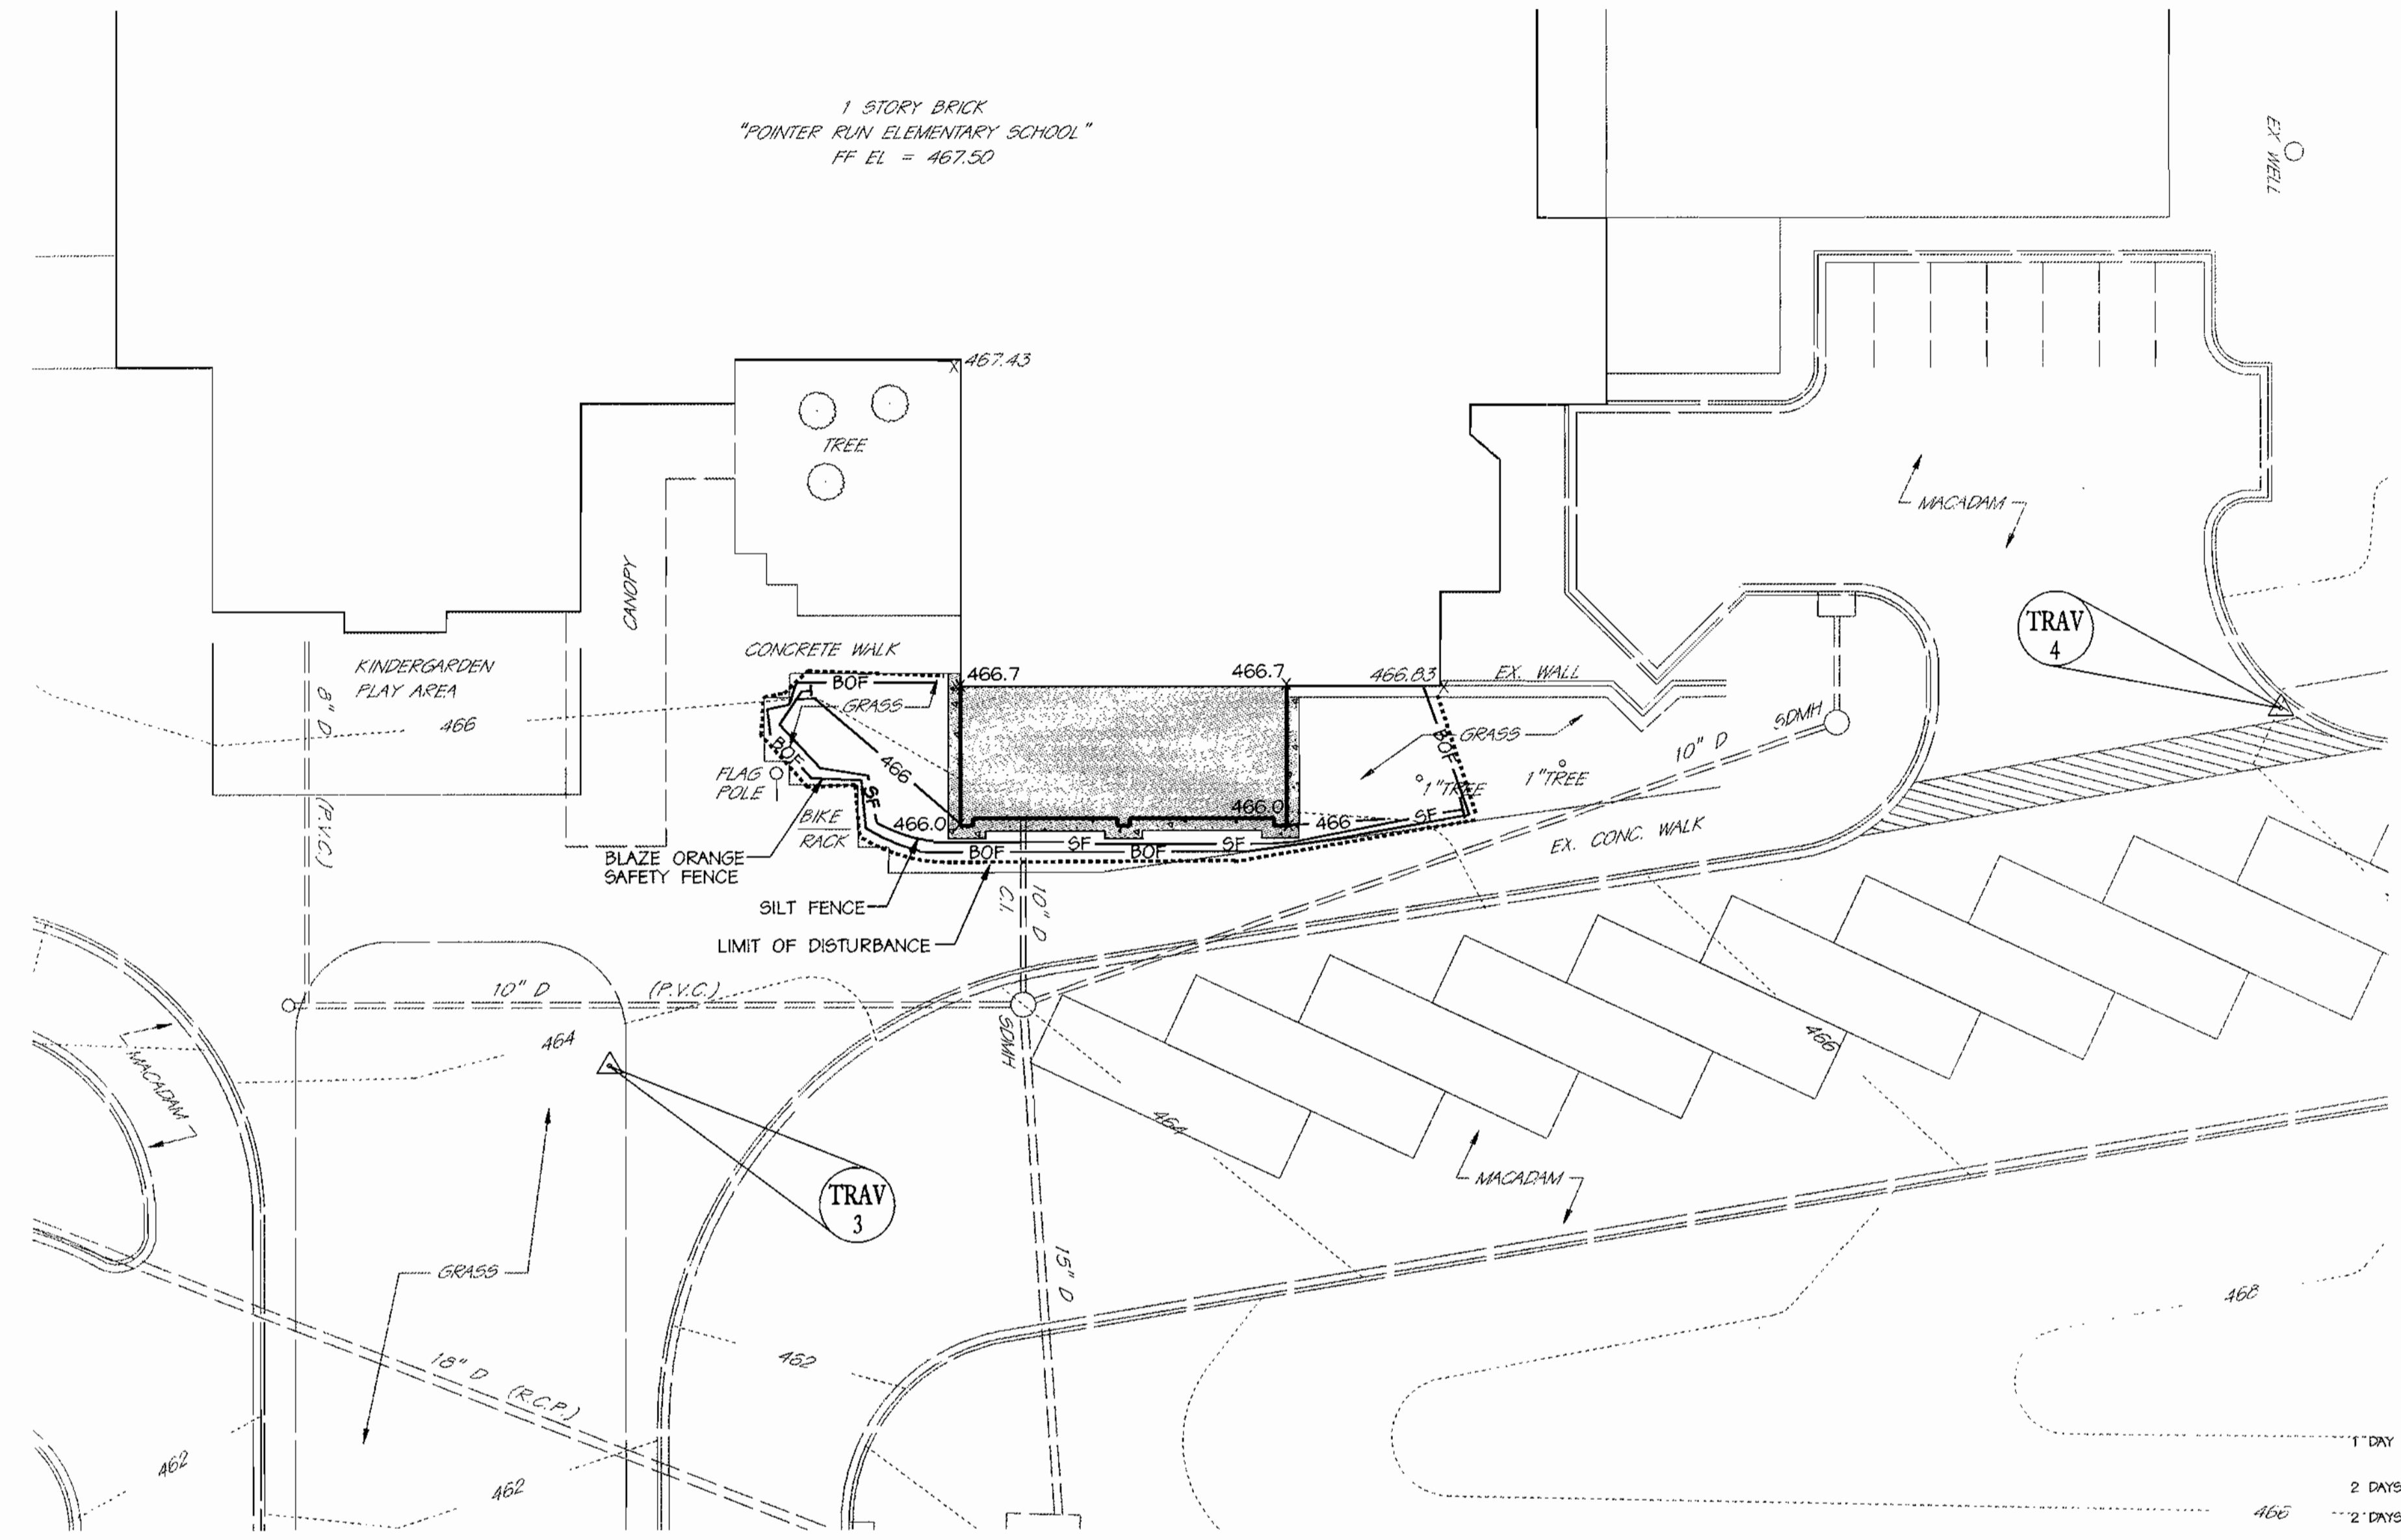 1 STORY BRICK
"POINTER RUN ELEMENTARY SCHOOL"
FF EL = 467.50
EX WELL
467.43
TREE
MACADAM
CANOPY
TRAV
4
CONCRETE WALK
KINDERGARDEN
PLAY AREA
8" D
(P.V.C.)
466
BOF
GRASS
466.7
466.7
466.83
EX. WALL
GRASS
SDMH
10" D
BOF
BOF
466
FLAG
POLE
1"TREE
1"TREE
SF
BIKE
RACK
466.0
466.0
466
SF
EX. CONC. WALK
BLAZE ORANGE
SAFETY FENCE
BOF
SF
BOF
SF
SILT FENCE
LIMIT OF DISTURBANCE
10" D
C.I.
10" D
(P.V.C.)
SDMH
464
MACADAM
466
464
MACADAM
TRAV
3
GRASS
15" D
468
18" D
(R.C.P.)
462
462
462
1 DAY
2 DAYS
466
2 DAYS